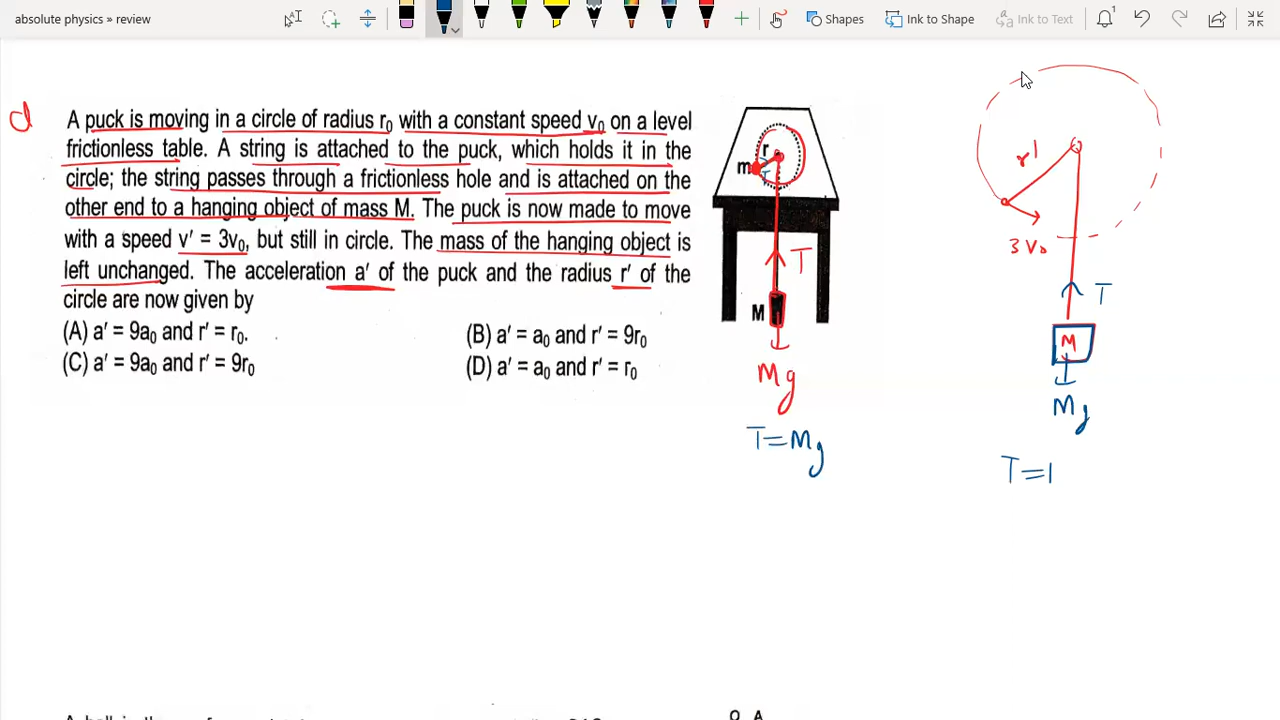 absolute physics » review
Shapes
Ink to Shape
Ink to Text
d
A puck is moving in a circle of radius r₀ with a constant speed v₀ on a level
frictionless table. A string is attached to the puck, which holds it in the
circle; the string passes through a frictionless hole and is attached on the
other end to a hanging object of mass M. The puck is now made to move
with a speed v′ = 3v₀, but still in circle. The mass of the hanging object is
left unchanged. The acceleration a′ of the puck and the radius r′ of the
circle are now given by
(A) a′ = 9a₀ and r′ = r₀.
(B) a′ = a₀ and r′ = 9r₀
(C) a′ = 9a₀ and r′ = 9r₀
(D) a′ = a₀ and r′ = r₀
r
m
T
T
M
Mg
T=Mg
r'
3V₀
T
M
Mg
T=1